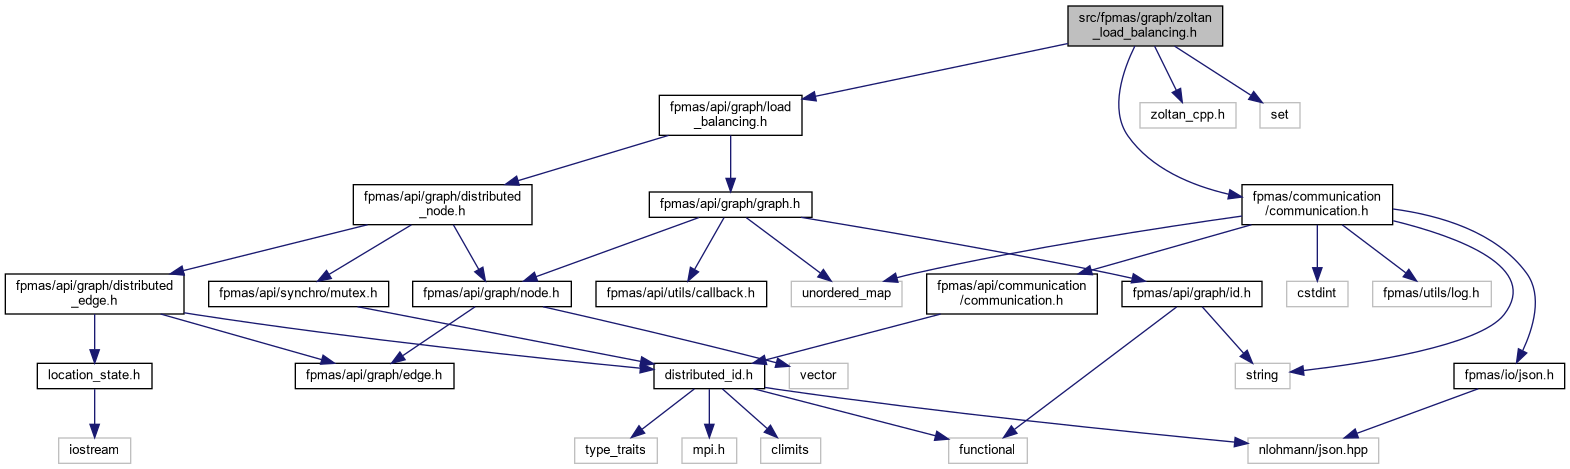 src/fpmas/graph/zoltan
_load_balancing.h
fpmas/api/graph/load
_balancing.h
zoltan_cpp.h
set
fpmas/api/graph/distributed
_node.h
fpmas/api/graph/graph.h
fpmas/communication
/communication.h
fpmas/api/graph/distributed
_edge.h
fpmas/api/synchro/mutex.h
fpmas/api/graph/node.h
fpmas/api/utils/callback.h
unordered_map
fpmas/api/communication
/communication.h
fpmas/api/graph/id.h
cstdint
fpmas/utils/log.h
location_state.h
fpmas/api/graph/edge.h
distributed_id.h
vector
string
fpmas/io/json.h
iostream
type_traits
mpi.h
climits
functional
nlohmann/json.hpp